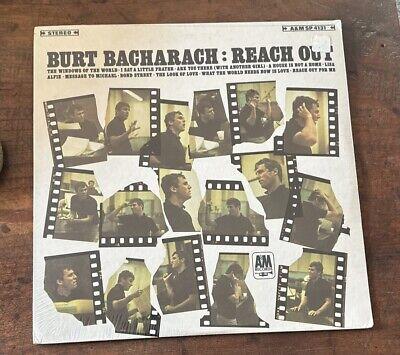 STEREO
A&M SP 4131
BURT BACHARACH: REACH OUT
THE WINDOWS OF THE WORLD • I SAY A LITTLE PRAYER • ARE YOU THERE (WITH ANOTHER GIRL) • A HOUSE IS NOT A HOME • LISA
ALFIE • MESSAGE TO MICHAEL • BOND STREET • THE LOOK OF LOVE • WHAT THE WORLD NEEDS NOW IS LOVE • REACH OUT FOR ME
A&M
RECORDS